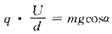 q · U/d = mgcosα